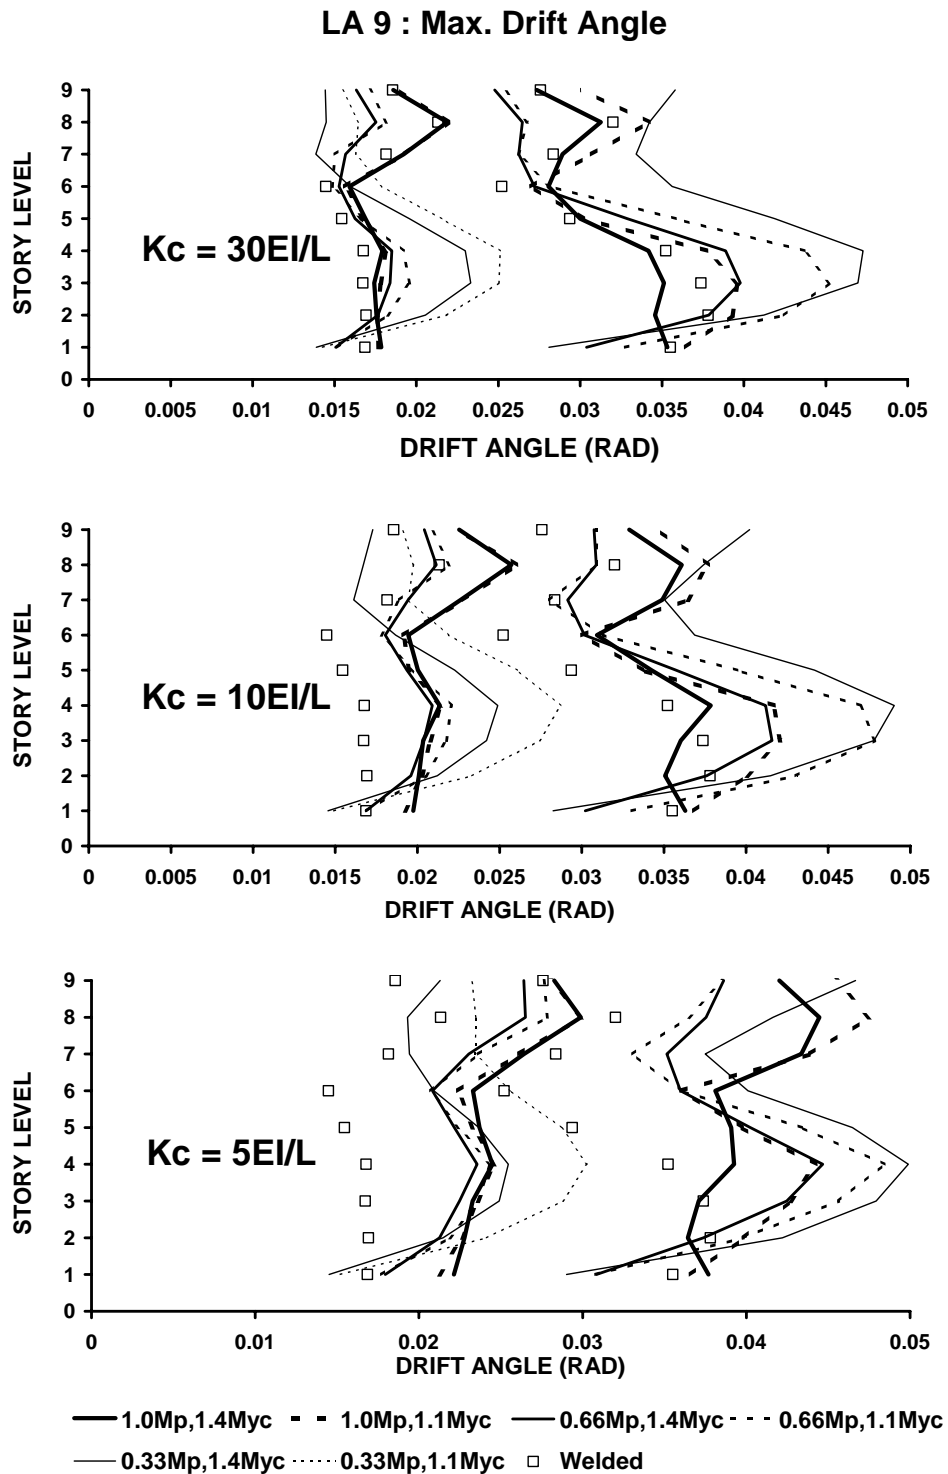 LA 9 : Max. Drift Angle
9
8
7
6
5
4
3
2
1
0
STORY LEVEL
Kc = 30EI/L
0 0.005 0.01 0.015 0.02 0.025 0.03 0.035 0.04 0.045 0.05
DRIFT ANGLE (RAD)
9
8
7
6
5
4
3
2
1
0
STORY LEVEL
Kc = 10EI/L
0 0.005 0.01 0.015 0.02 0.025 0.03 0.035 0.04 0.045 0.05
DRIFT ANGLE (RAD)
9
8
7
6
5
4
3
2
1
0
STORY LEVEL
Kc = 5EI/L
0 0.01 0.02 0.03 0.04 0.05
DRIFT ANGLE (RAD)
1.0Mp,1.4Myc 1.0Mp,1.1Myc 0.66Mp,1.4Myc 0.66Mp,1.1Myc
0.33Mp,1.4Myc 0.33Mp,1.1Myc Welded